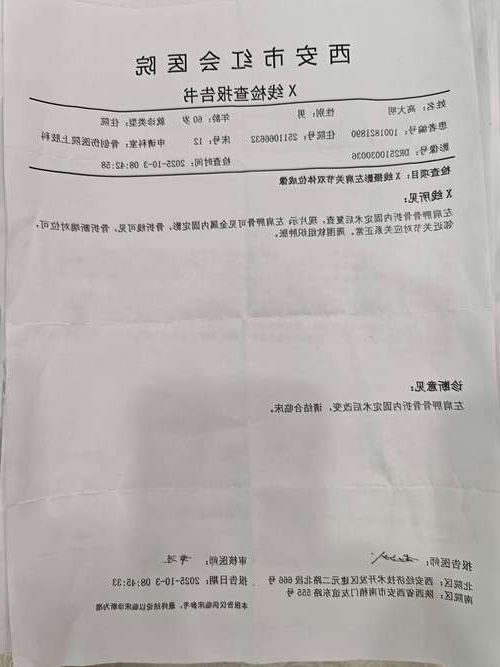 西安市红会医院
X线检查报告书
姓名：高大明 性别：男 年龄：60岁 就诊类型：住院
患者编号：1001821890 住院号：2511066632 床号：12 申请科室：骨创伤医院上肢科
影像号：DR25100930036 检查时间：2025-10-3 08:42:58
检查项目：X线摄影左肩关节双体位成像
X线所见：
左肩胛骨骨折内固定术后复查，现片示：左肩胛骨可见金属内固定影，骨折线可见，骨折断端对位可，
邻近关节对应关系正常。周围软组织肿胀。
诊断意见：
左肩胛骨骨折内固定术后改变，请结合临床。
报告医师： 审核医师：
北院区：西安经济技术开发区建元二路北段666号 报告日期：2025-10-3 08:45:33
南院区：陕西省西安市南稍门友谊东路555号 本报告仅供临床参考，最终结论以临床诊断为准